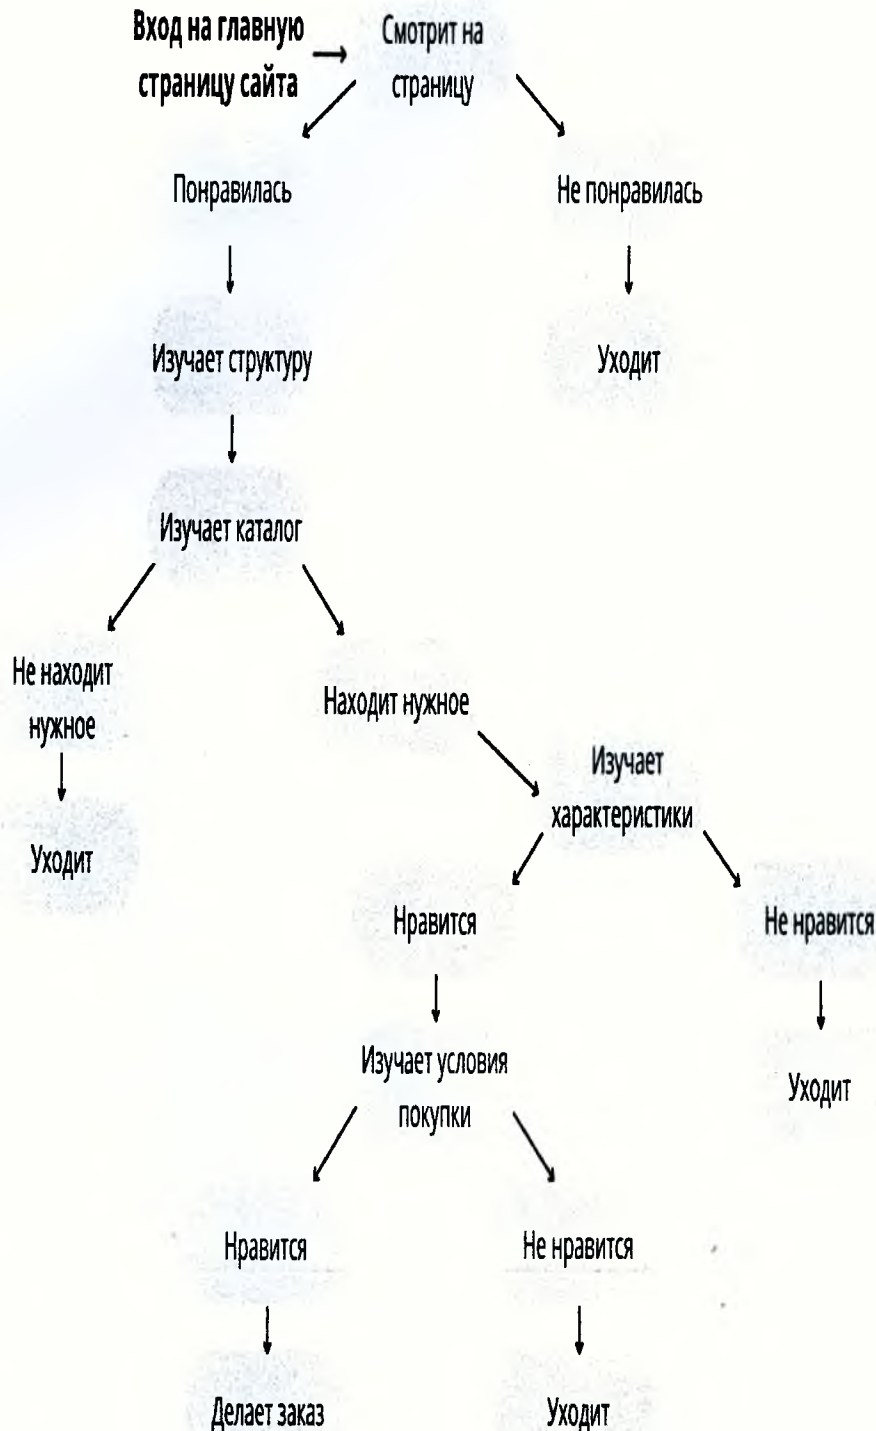 Вход на главную
страницу сайта
Смотрит на
страницу
Понравилась
Не понравилась
Изучает структуру
Уходит
Изучает каталог
Не находит
нужное
Находит нужное
Изучает
характеристики
Уходит
Нравится
Не нравится
Изучает условия
покупки
Уходит
Нравится
Не нравится
Делает заказ
Уходит